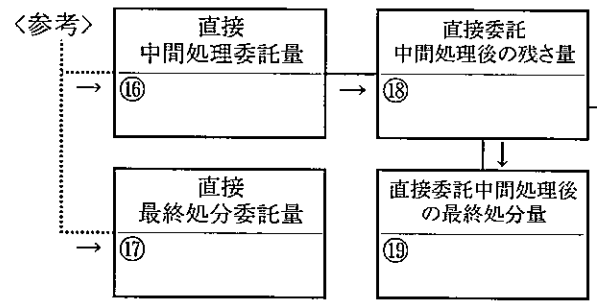 〈参考〉
直接
中間処理委託量
⑯
直接委託
中間処理後の残さ量
⑱
直接
最終処分委託量
⑰
直接委託中間処理後
の最終処分量
⑲